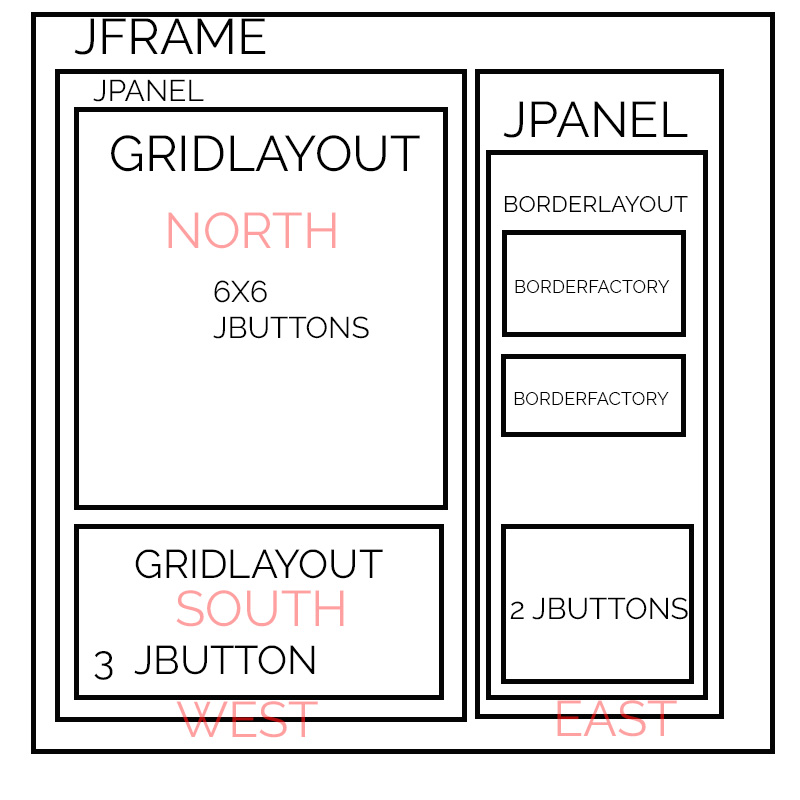 JFRAME
JPANEL
GRIDLAYOUT
NORTH
6X6
JBUTTONS
GRIDLAYOUT
SOUTH
3 JBUTTON
WEST
JPANEL
BORDERLAYOUT
BORDERFACTORY
BORDERFACTORY
2 JBUTTONS
EAST